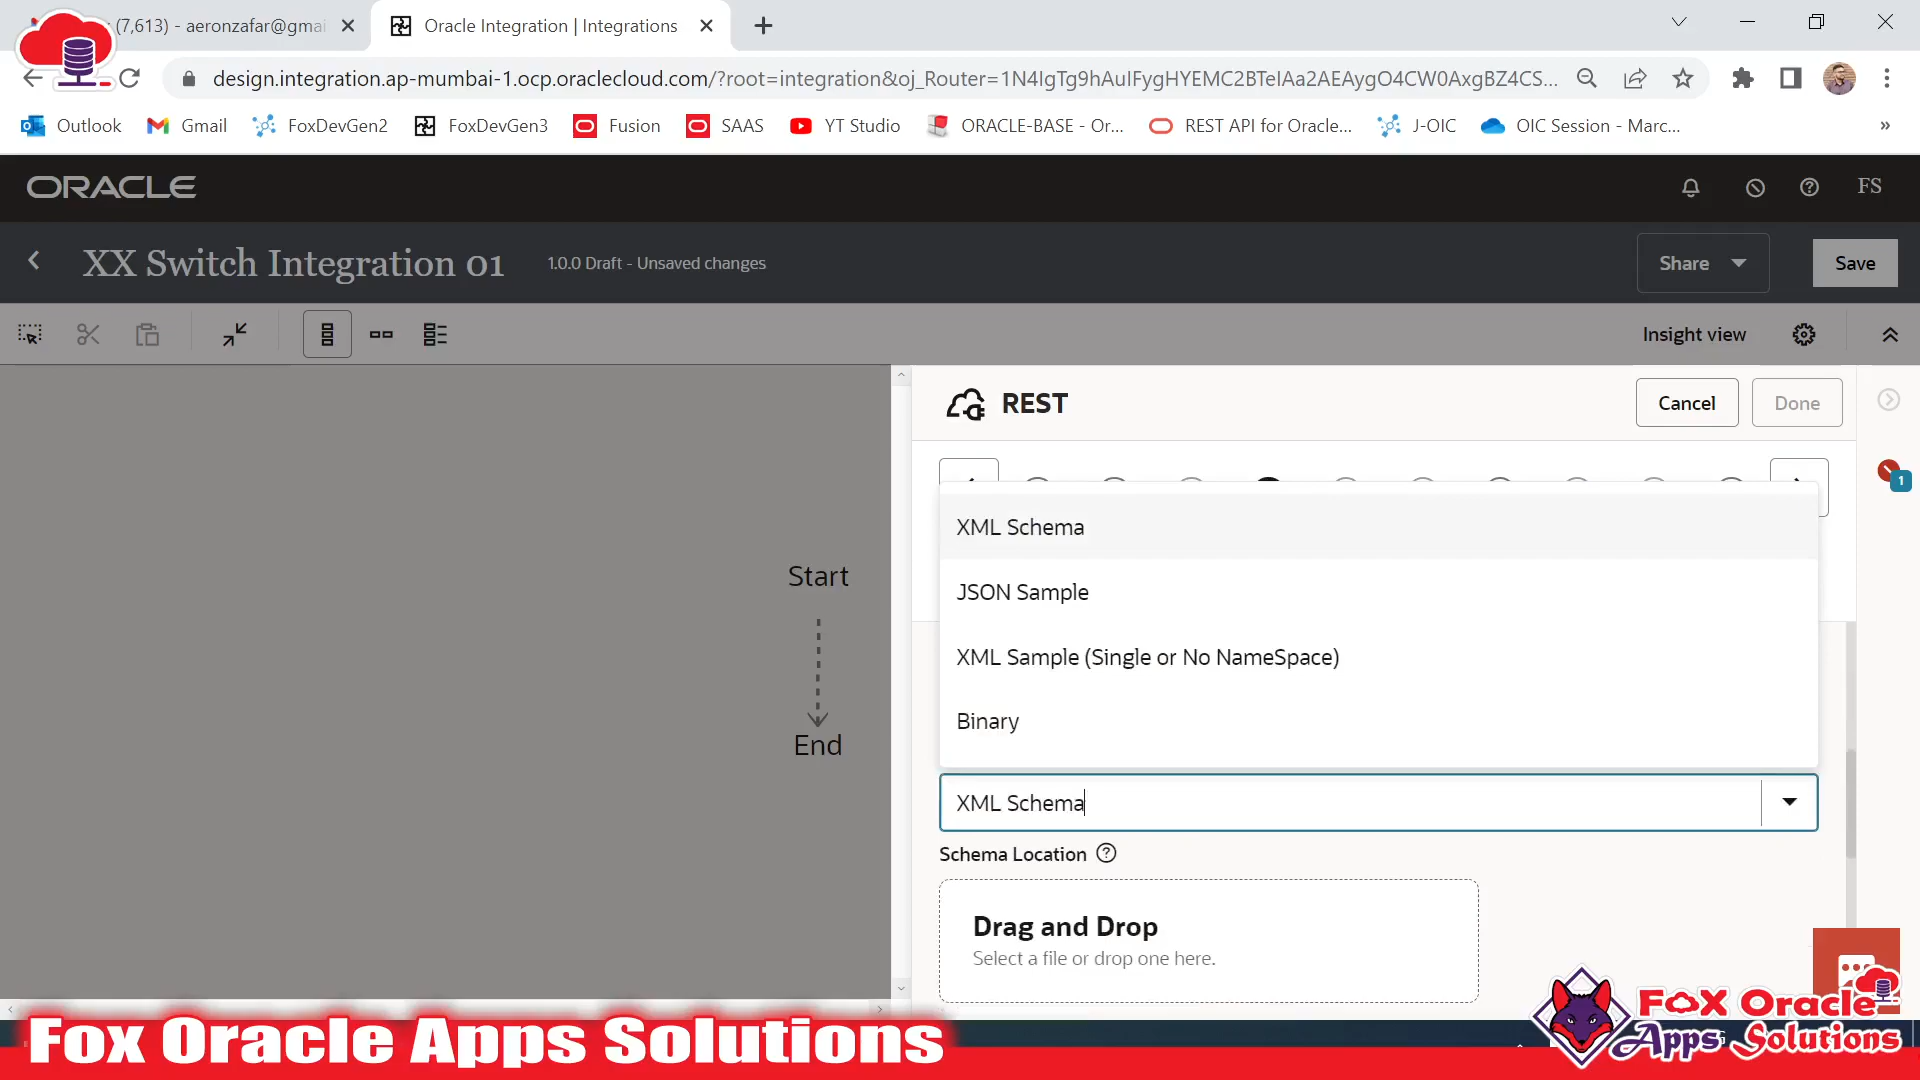 (7,613) - aeronzafar@gmai
Oracle Integration | Integrations
design.integration.ap-mumbai-1.ocp.oraclecloud.com/?root=integration&oj_Router=1N4IgTg9hAuIFygHYEMC2BTeIAa2AEAygO4CW0AxgBZ4CS...
Outlook
Gmail
FoxDevGen2
FoxDevGen3
Fusion
SAAS
YT Studio
ORACLE-BASE - Or...
REST API for Oracle...
J-OIC
OIC Session - Marc...
ORACLE
FS
XX Switch Integration 01
1.0.0 Draft - Unsaved changes
Share
Save
Insight view
REST
Cancel
Done
1
XML Schema
JSON Sample
XML Sample (Single or No NameSpace)
Binary
XML Schema
Schema Location
Drag and Drop
Select a file or drop one here.
Start
End
Fox Oracle Apps Solutions
Fox Oracle
Apps Solutions